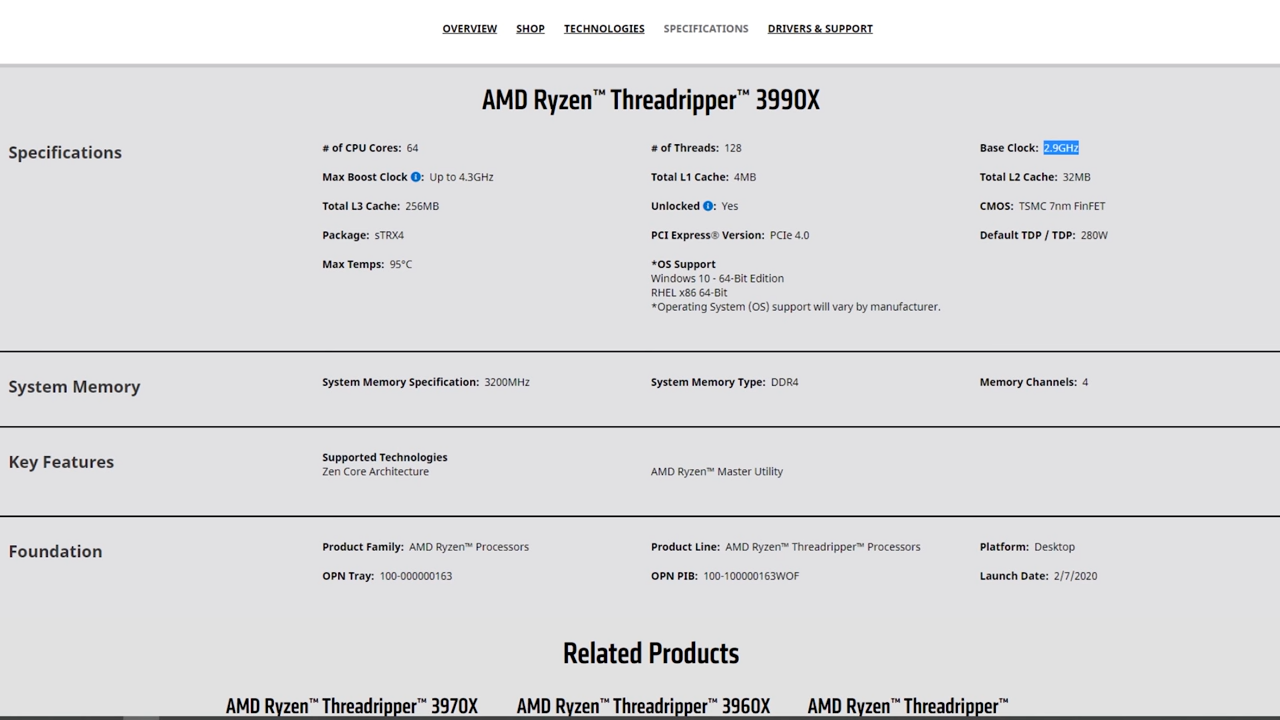 OVERVIEW SHOP TECHNOLOGIES SPECIFICATIONS DRIVERS & SUPPORT
AMD Ryzen™ Threadripper™ 3990X
Specifications
# of CPU Cores: 64
# of Threads: 128
Base Clock: 2.9GHz
Max Boost Clock i: Up to 4.3GHz
Total L1 Cache: 4MB
Total L2 Cache: 32MB
Total L3 Cache: 256MB
Unlocked i: Yes
CMOS: TSMC 7nm FinFET
Package: sTRX4
PCI Express® Version: PCIe 4.0
Default TDP / TDP: 280W
Max Temps: 95°C
*OS Support
Windows 10 - 64-Bit Edition
RHEL x86 64-Bit
*Operating System (OS) support will vary by manufacturer.
System Memory
System Memory Specification: 3200MHz
System Memory Type: DDR4
Memory Channels: 4
Key Features
Supported Technologies
Zen Core Architecture
AMD Ryzen™ Master Utility
Foundation
Product Family: AMD Ryzen™ Processors
Product Line: AMD Ryzen™ Threadripper™ Processors
Platform: Desktop
OPN Tray: 100-000000163
OPN PIB: 100-100000163WOF
Launch Date: 2/7/2020
Related Products
AMD Ryzen™ Threadripper™ 3970X
AMD Ryzen™ Threadripper™ 3960X
AMD Ryzen™ Threadripper™